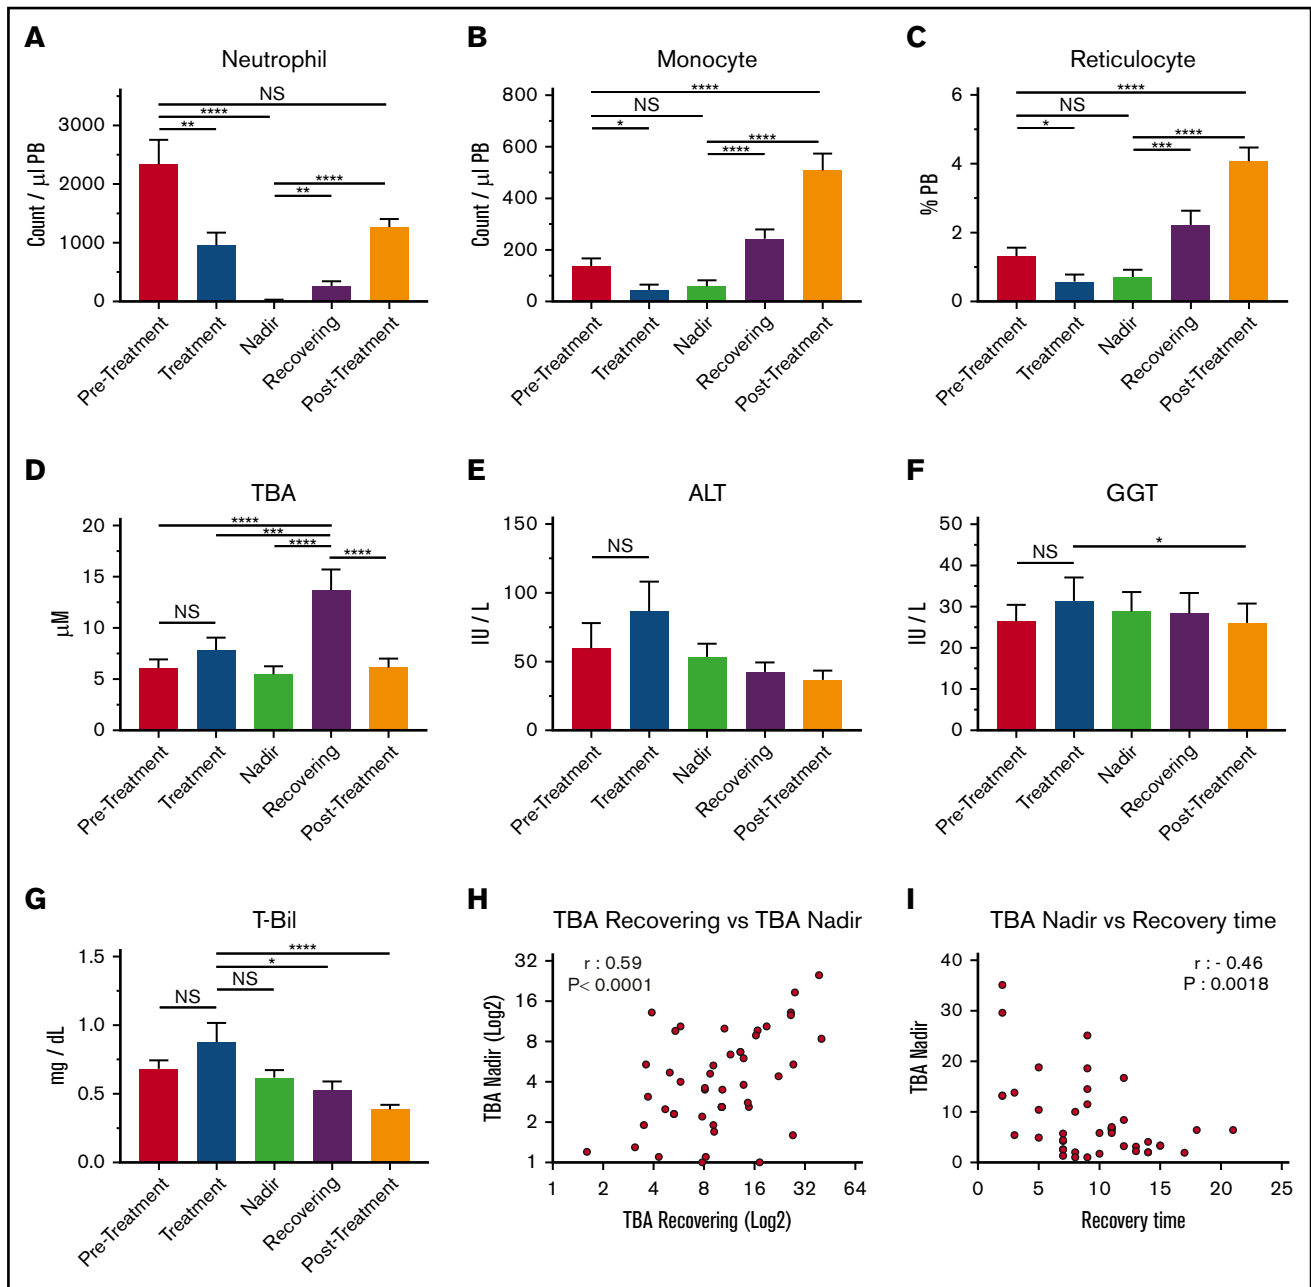 A
Neutrophil
Count / μl PB
3000
2000
1000
0
NS
****
**
****
**
Pre-Treatment
Treatment
Nadir
Recovering
Post-Treatment
B
Monocyte
Count / μl PB
800
600
400
200
0
****
NS
*
****
****
Pre-Treatment
Treatment
Nadir
Recovering
Post-Treatment
C
Reticulocyte
% PB
6
4
2
0
****
NS
*
****
***
Pre-Treatment
Treatment
Nadir
Recovering
Post-Treatment
D
TBA
μM
20
15
10
5
0
****
***
****
****
NS
Pre-Treatment
Treatment
Nadir
Recovering
Post-Treatment
E
ALT
IU / L
150
100
50
0
NS
Pre-Treatment
Treatment
Nadir
Recovering
Post-Treatment
F
GGT
IU / L
50
40
30
20
10
0
NS
*
Pre-Treatment
Treatment
Nadir
Recovering
Post-Treatment
G
T-Bil
mg / dL
1.5
1.0
0.5
0.0
****
*
NS
NS
Pre-Treatment
Treatment
Nadir
Recovering
Post-Treatment
H
TBA Recovering vs TBA Nadir
r : 0.59
P< 0.0001
TBA Nadir (Log2)
32
16
8
4
2
1
1 2 4 8 16 32 64
TBA Recovering (Log2)
I
TBA Nadir vs Recovery time
r : - 0.46
P : 0.0018
TBA Nadir
40
30
20
10
0
0 5 10 15 20 25
Recovery time